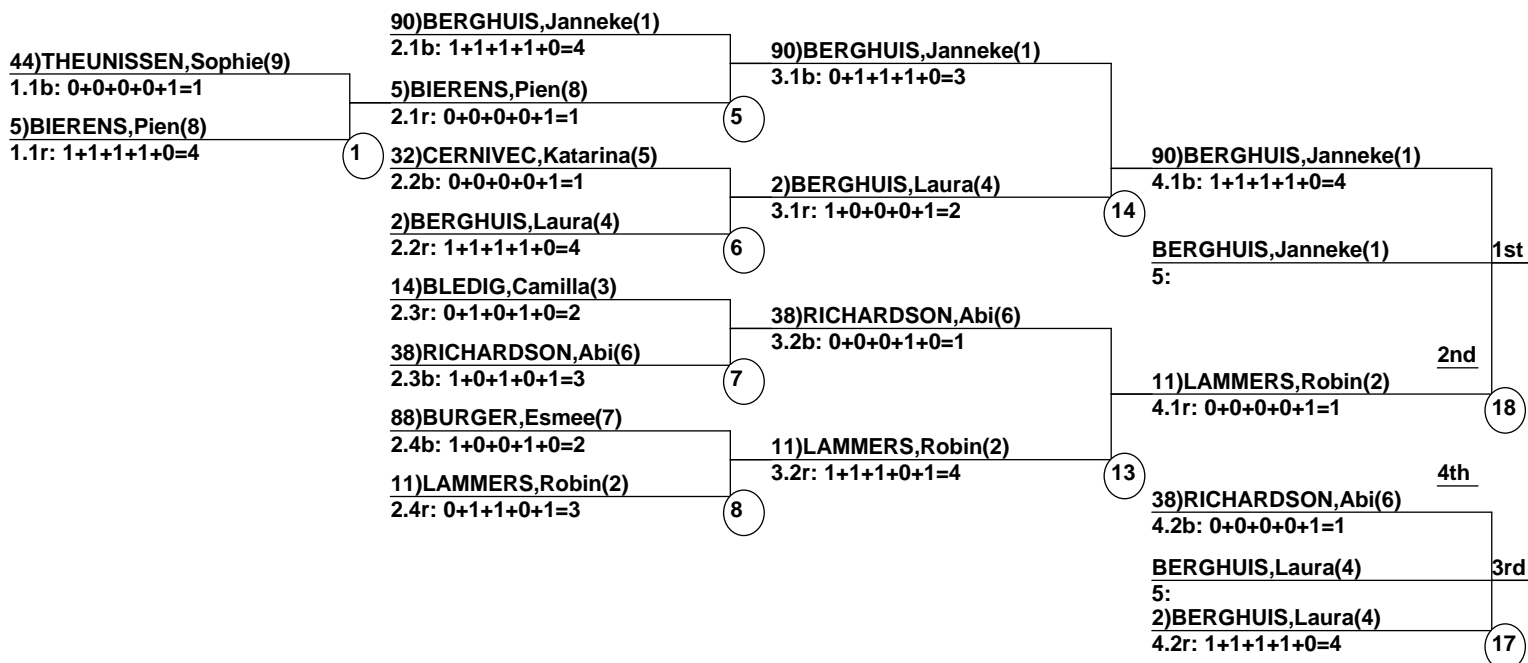 44)THEUNISSEN,Sophie(9)
1.1b: 0+0+0+0+1=1
5)BIERENS,Pien(8)
1.1r: 1+1+1+1+0=4
1
90)BERGHUIS,Janneke(1)
2.1b: 1+1+1+1+0=4
5)BIERENS,Pien(8)
2.1r: 0+0+0+0+1=1
5
32)CERNIVEC,Katarina(5)
2.2b: 0+0+0+0+1=1
2)BERGHUIS,Laura(4)
2.2r: 1+1+1+1+0=4
6
14)BLEDIG,Camilla(3)
2.3r: 0+1+0+1+0=2
38)RICHARDSON,Abi(6)
2.3b: 1+0+1+0+1=3
7
88)BURGER,Esmee(7)
2.4b: 1+0+0+1+0=2
11)LAMMERS,Robin(2)
2.4r: 0+1+1+0+1=3
8
90)BERGHUIS,Janneke(1)
3.1b: 0+1+1+1+0=3
2)BERGHUIS,Laura(4)
3.1r: 1+0+0+0+1=2
14
38)RICHARDSON,Abi(6)
3.2b: 0+0+0+1+0=1
11)LAMMERS,Robin(2)
3.2r: 1+1+1+0+1=4
13
90)BERGHUIS,Janneke(1)
4.1b: 1+1+1+1+0=4
BERGHUIS,Janneke(1) 1st
5:
2nd
11)LAMMERS,Robin(2)
4.1r: 0+0+0+0+1=1
18
4th
38)RICHARDSON,Abi(6)
4.2b: 0+0+0+0+1=1
BERGHUIS,Laura(4) 3rd
5:
2)BERGHUIS,Laura(4)
4.2r: 1+1+1+1+0=4
17